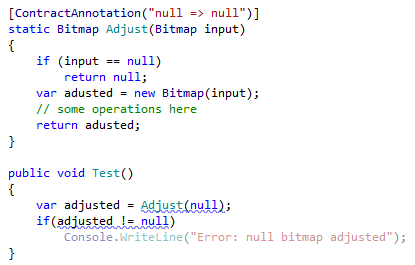 [ContractAnnotation("null => null")]
static Bitmap Adjust(Bitmap input)
{
    if (input == null)
        return null;
    var adusted = new Bitmap(input);
    // some operations here
    return adusted;
}

public void Test()
{
    var adjusted = Adjust(null);
    if(adjusted != null)
        Console.WriteLine("Error: null bitmap adjusted");
}